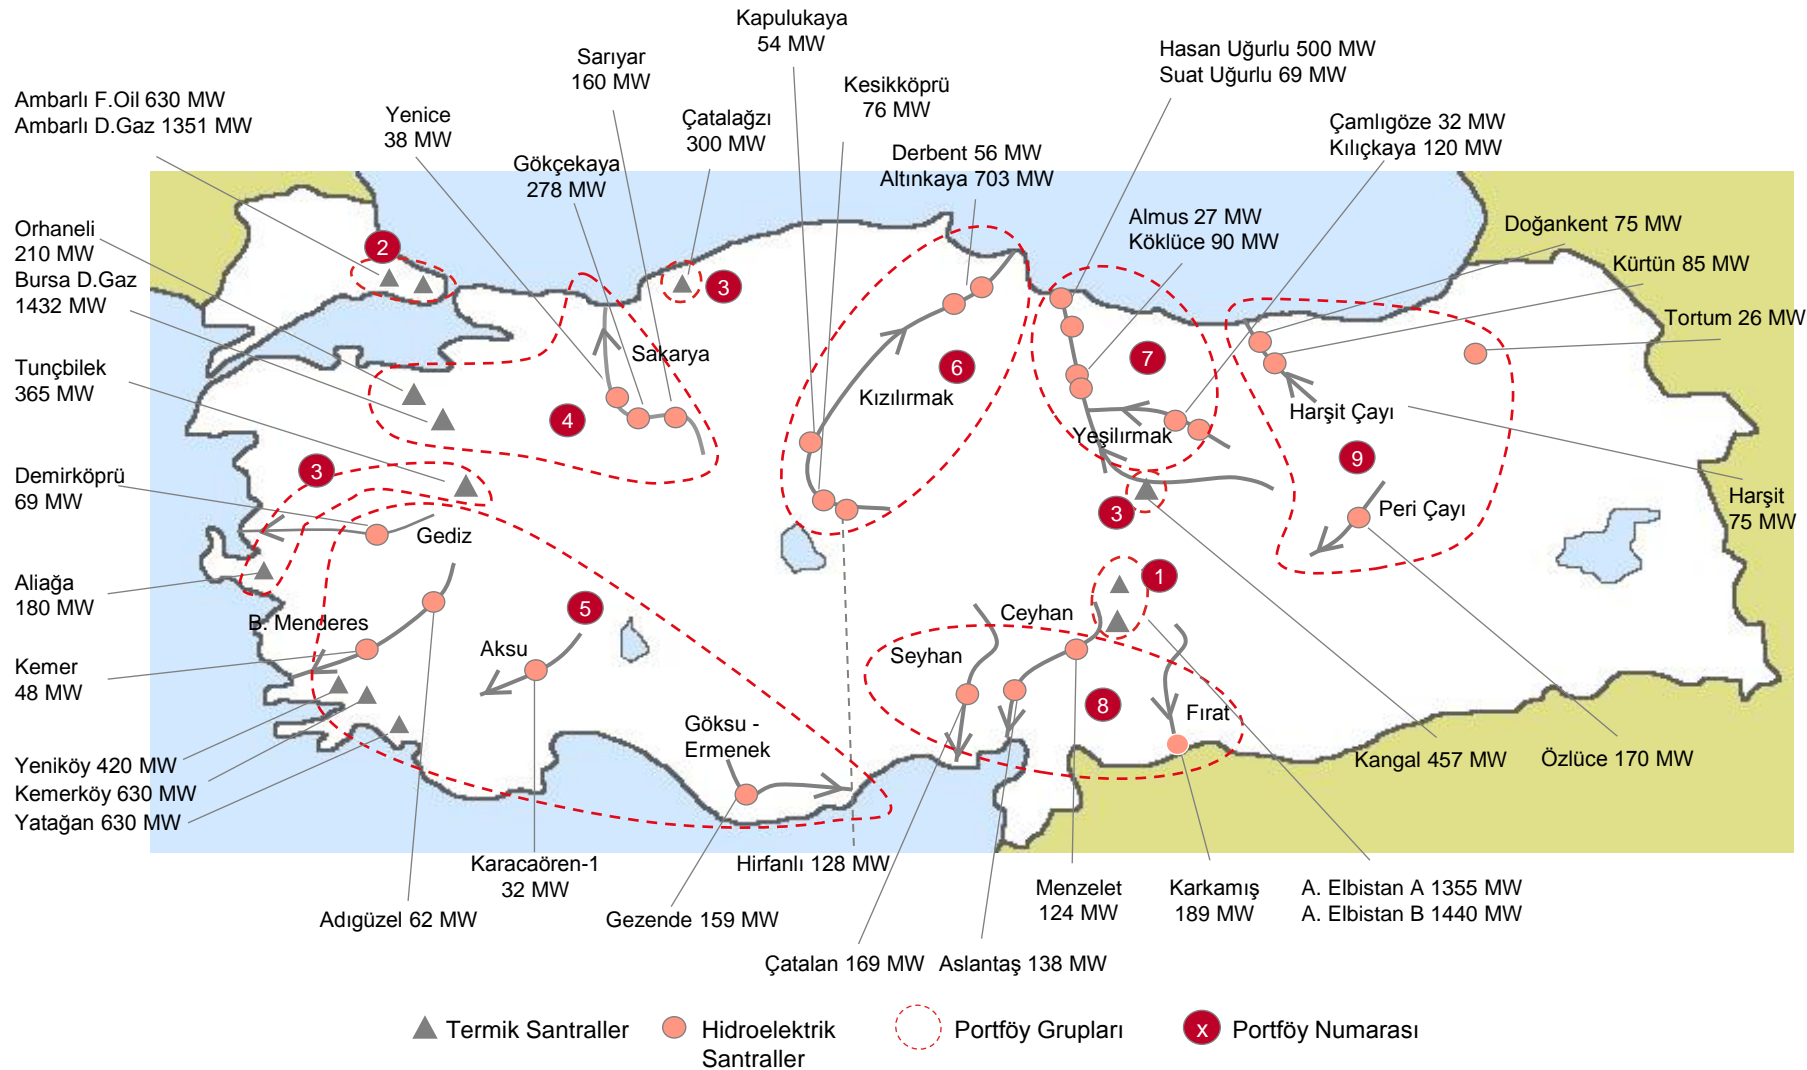 Kapulukaya
54 MW
Sarıyar
160 MW
Hasan Uğurlu 500 MW
Suat Uğurlu 69 MW
Kesikköprü
76 MW
Ambarlı F.Oil 630 MW
Ambarlı D.Gaz 1351 MW
Yenice
38 MW
Çatalağzı
300 MW
Çamlıgöze 32 MW
Kılıçkaya 120 MW
Gökçekaya
278 MW
Derbent 56 MW
Altınkaya 703 MW
Orhaneli
210 MW
Bursa D.Gaz
1432 MW
Almus 27 MW
Köklüce 90 MW
Doğankent 75 MW
Kürtün 85 MW
Tortum 26 MW
2
3
Tunçbilek
365 MW
Sakarya
7
6
Kızılırmak
4
Harşit Çayı
Yeşilırmak
9
3
Demirköprü
69 MW
Harşit
75 MW
3
Peri Çayı
Gediz
Aliağa
180 MW
1
5
Ceyhan
B. Menderes
Aksu
Seyhan
Kemer
48 MW
8
Fırat
Göksu -
Ermenek
Yeniköy 420 MW
Kemerköy 630 MW
Yatağan 630 MW
Kangal 457 MW
Özlüce 170 MW
Karacaören-1
32 MW
Hirfanlı 128 MW
Menzelet
124 MW
Karkamış
189 MW
A. Elbistan A 1355 MW
A. Elbistan B 1440 MW
Adıgüzel 62 MW
Gezende 159 MW
Çatalan 169 MW
Aslantaş 138 MW
Termik Santraller
Hidroelektrik
Santraller
Portföy Grupları
x
Portföy Numarası